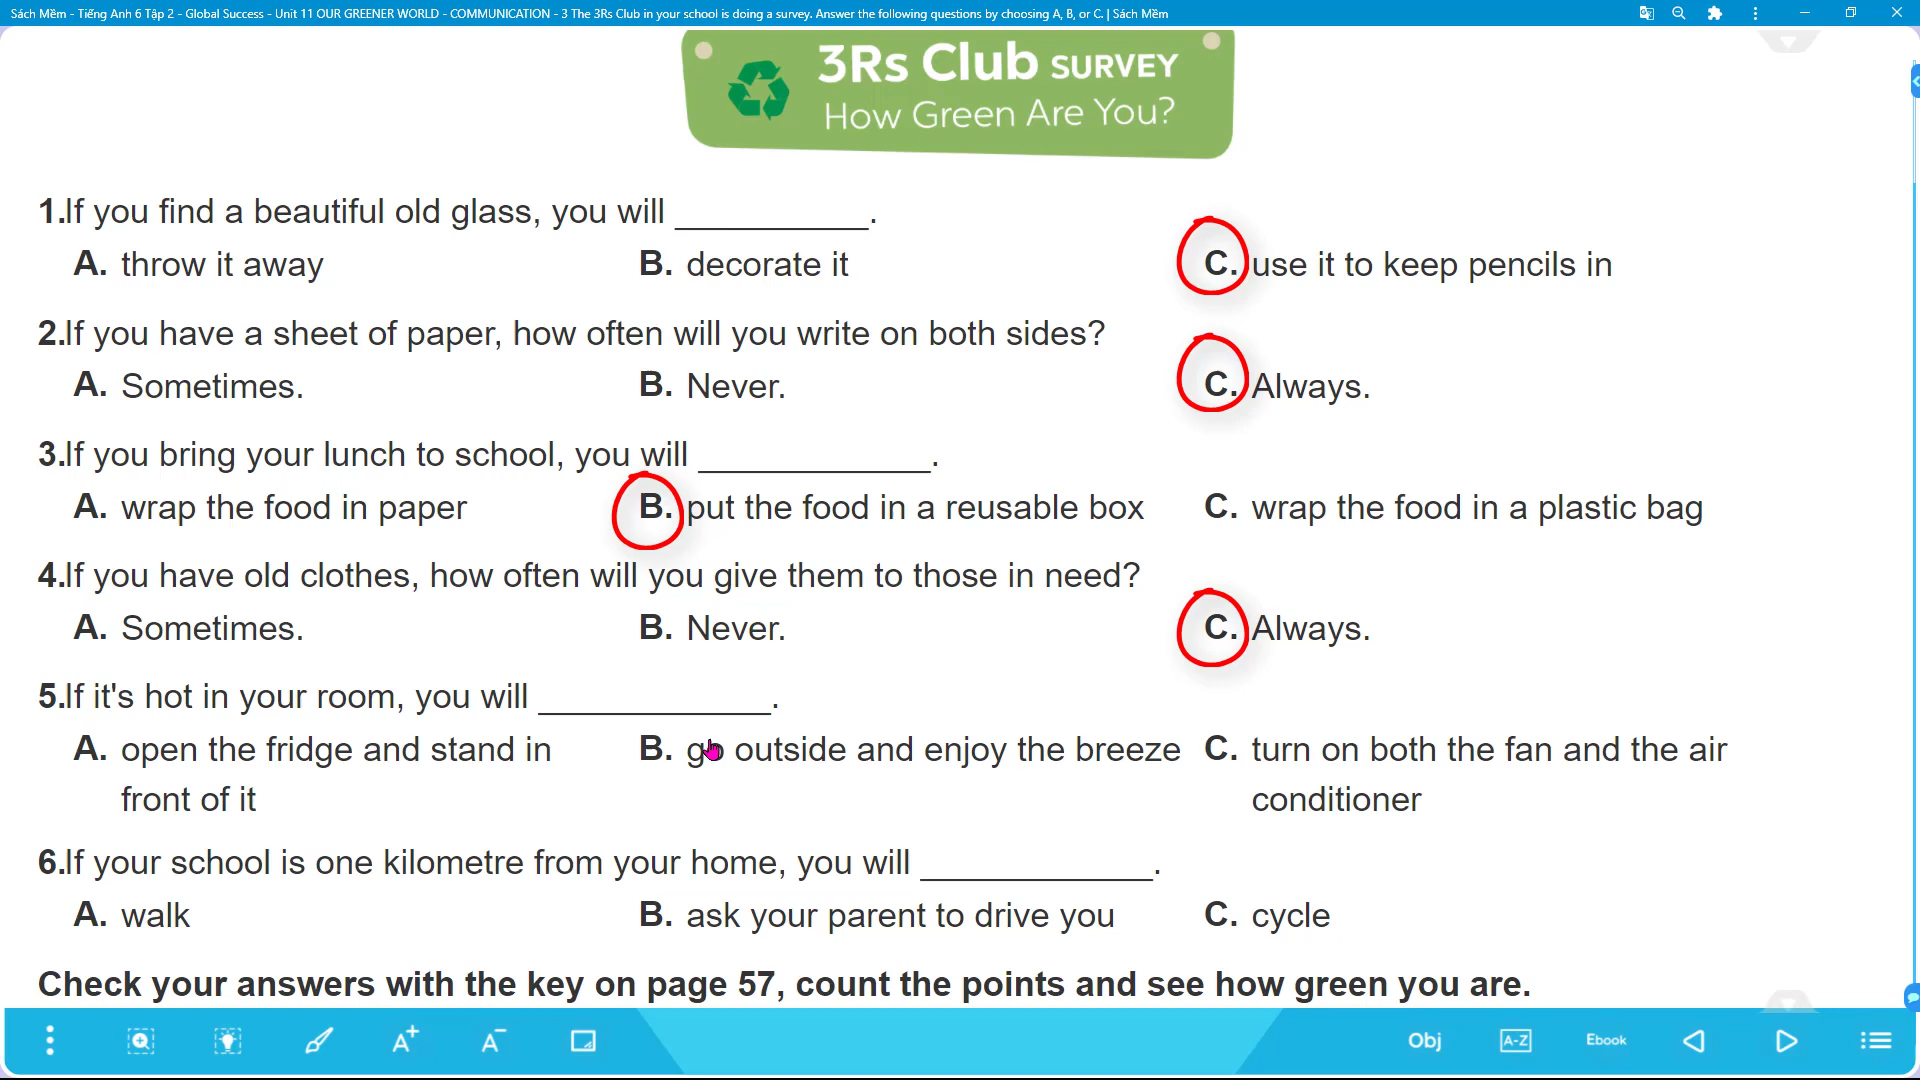 Sách Mềm - Tiếng Anh 6 Tập 2 - Global Success - Unit 11 OUR GREENER WORLD - COMMUNICATION - 3 The 3Rs Club in your school is doing a survey. Answer the following questions by choosing A, B, or C. | Sách Mềm
3Rs Club SURVEY
How Green Are You?
1.If you find a beautiful old glass, you will __________.
A. throw it away B. decorate it C. use it to keep pencils in
2.If you have a sheet of paper, how often will you write on both sides?
A. Sometimes. B. Never. C. Always.
3.If you bring your lunch to school, you will ____________.
A. wrap the food in paper B. put the food in a reusable box C. wrap the food in a plastic bag
4.If you have old clothes, how often will you give them to those in need?
A. Sometimes. B. Never. C. Always.
5.If it's hot in your room, you will ____________.
A. open the fridge and stand in B. go outside and enjoy the breeze C. turn on both the fan and the air
front of it conditioner
6.If your school is one kilometre from your home, you will ____________.
A. walk B. ask your parent to drive you C. cycle
Check your answers with the key on page 57, count the points and see how green you are.
A+ A- Obj A-Z Ebook